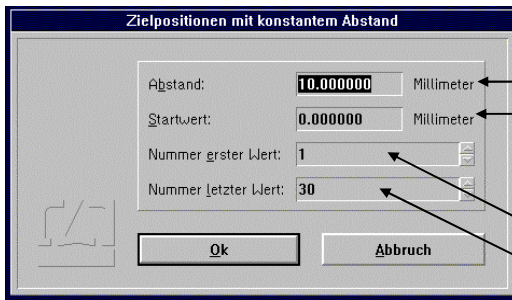 Zielpositionen mit konstantem Abstand
Abstand: 10.000000 Millimeter
Startwert: 0.000000 Millimeter
Nummer erster Wert: 1
Nummer letzter Wert: 30
Ok Abbruch